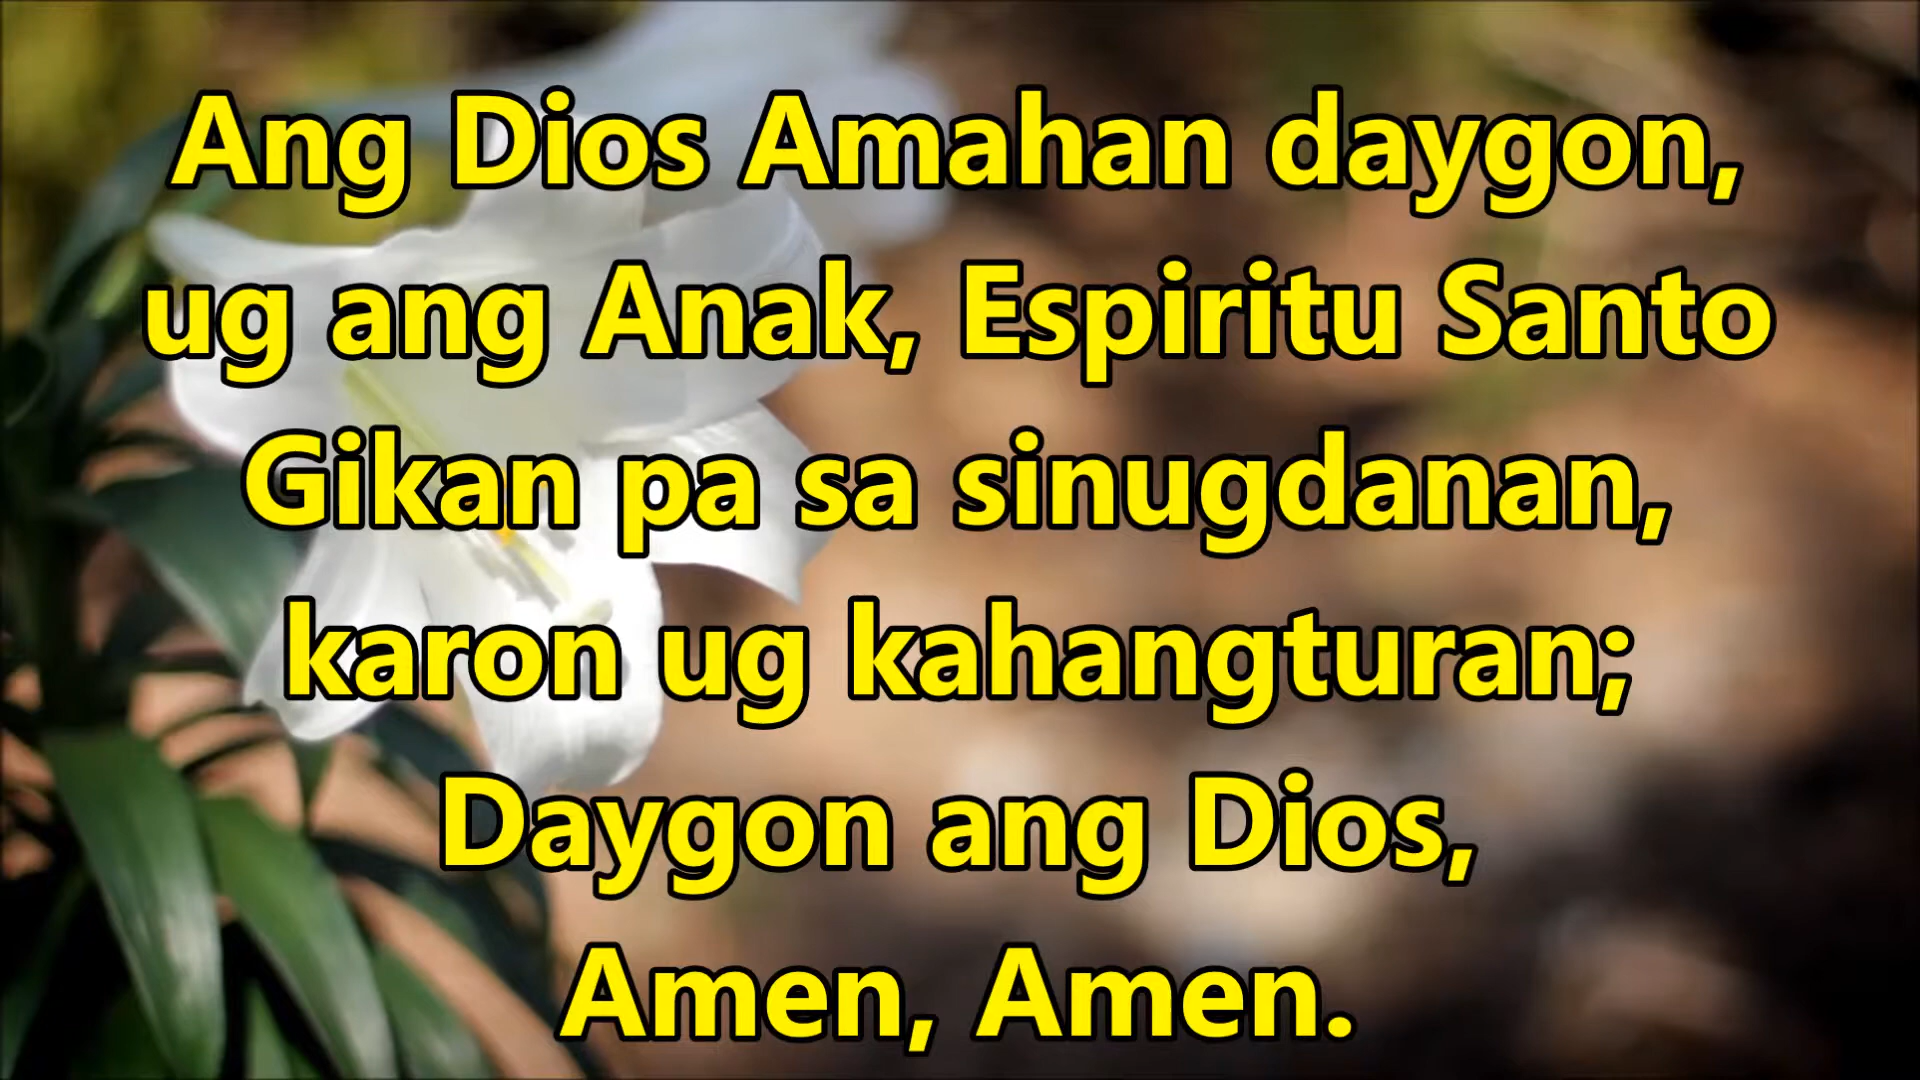 Ang Dios Amahan daygon,
ug ang Anak, Espiritu Santo
Gikan pa sa sinugdanan,
karon ug kahangturan;
Daygon ang Dios,
Amen, Amen.